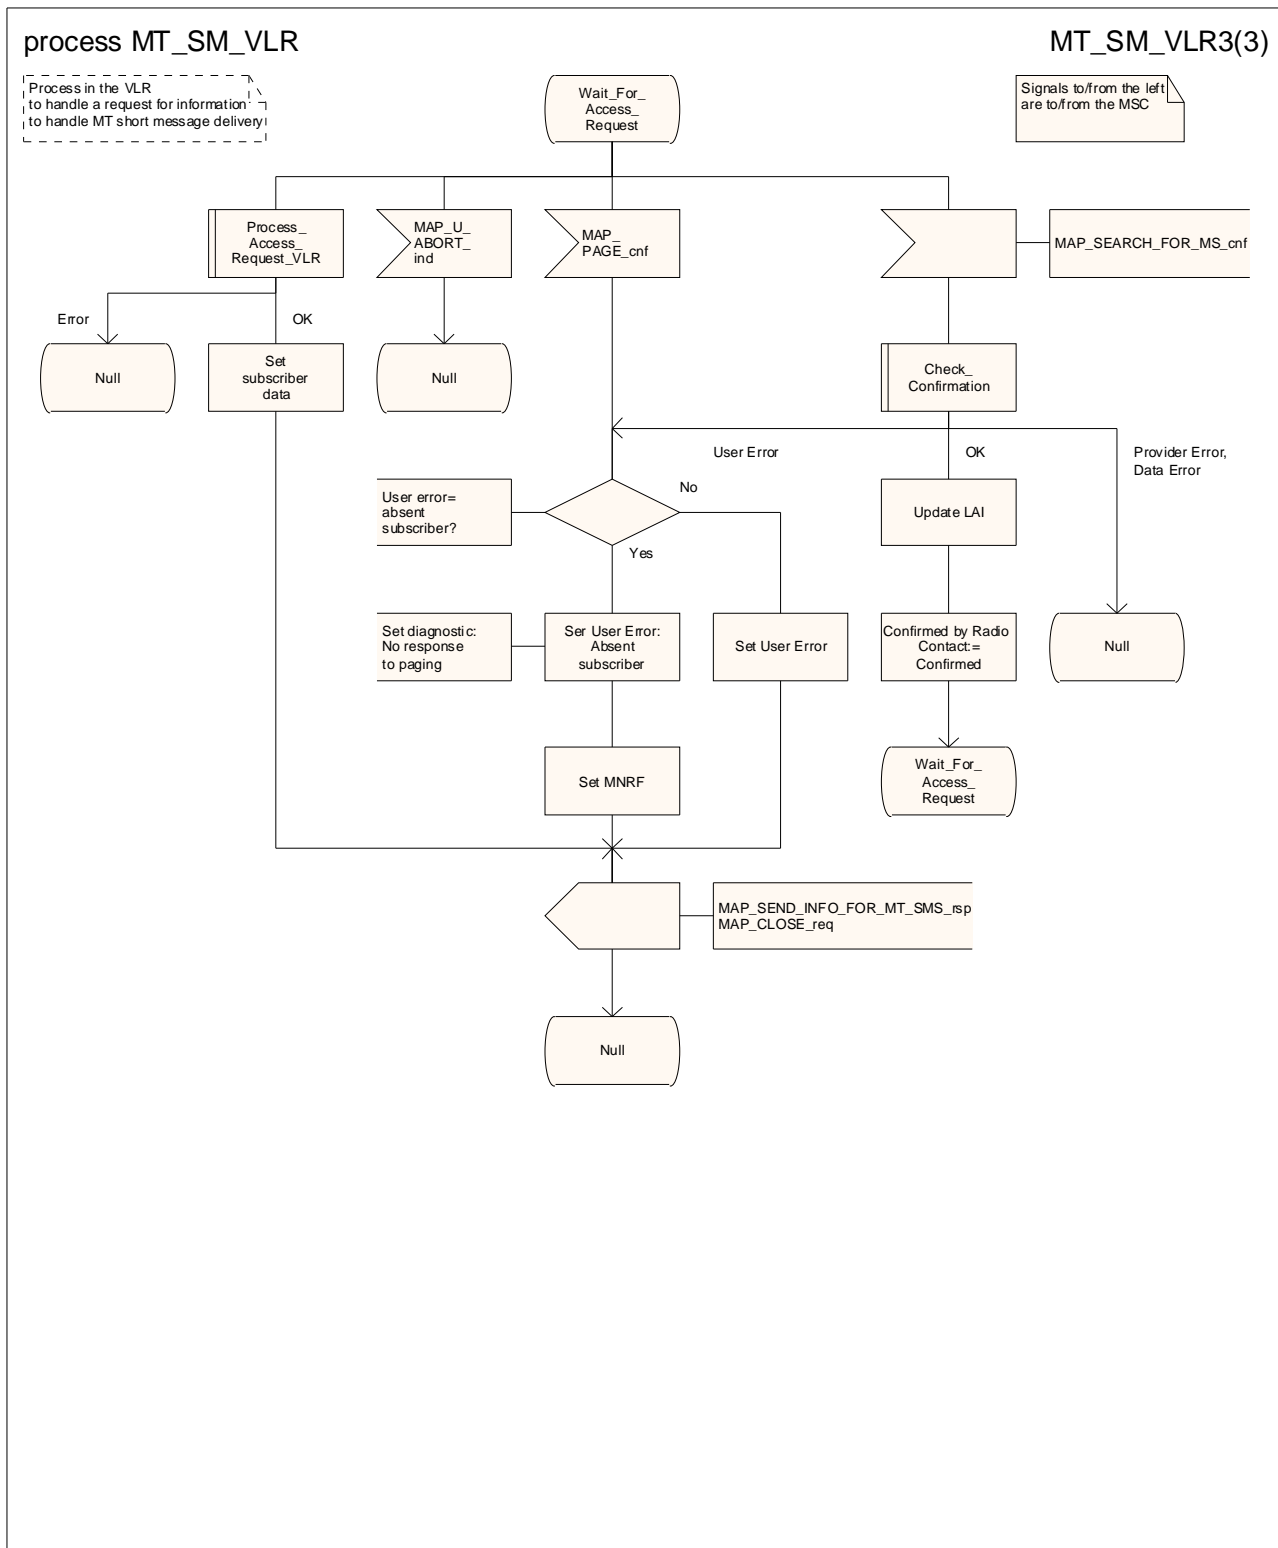 process MT_SM_VLR
MT_SM_VLR3(3)
Process in the VLR
to handle a request for information
to handle MT short message delivery
Wait_For_
Access_
Request
Signals to/from the left
are to/from the MSC
Process_
Access_
Request_VLR
MAP_U_
ABORT_
ind
MAP_
PAGE_cnf
MAP_SEARCH_FOR_MS_cnf
Error
OK
Null
Set
subscriber
data
Null
Check_
Confirmation
User Error
OK
Provider Error,
Data Error
User error=
absent
subscriber?
No
Yes
Update LAI
Set diagnostic:
No response
to paging
Ser User Error:
Absent
subscriber
Set User Error
Confirmed by Radio
Contact:=
Confirmed
Null
Set MNRF
Wait_For_
Access_
Request
MAP_SEND_INFO_FOR_MT_SMS_rsp
MAP_CLOSE_req
Null